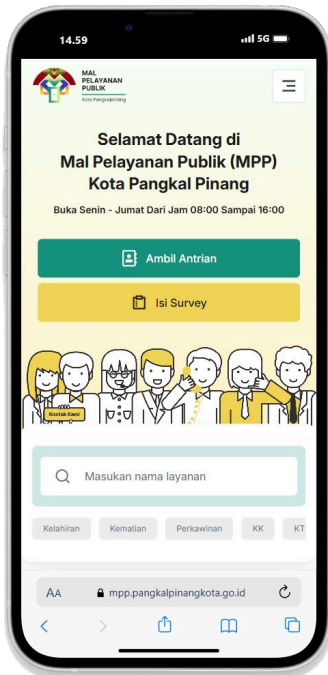 14.59
5G
MAL
PELAYANAN
PUBLIK
Kota Pangkalpinang
Selamat Datang di
Mal Pelayanan Publik (MPP)
Kota Pangkal Pinang
Buka Senin - Jumat Dari Jam 08:00 Sampai 16:00
Ambil Antrian
Isi Survey
Kontak Kami
Masukan nama layanan
Kelahiran Kematian Perkawinan KK KT
AA mpp.pangkalpinangkota.go.id